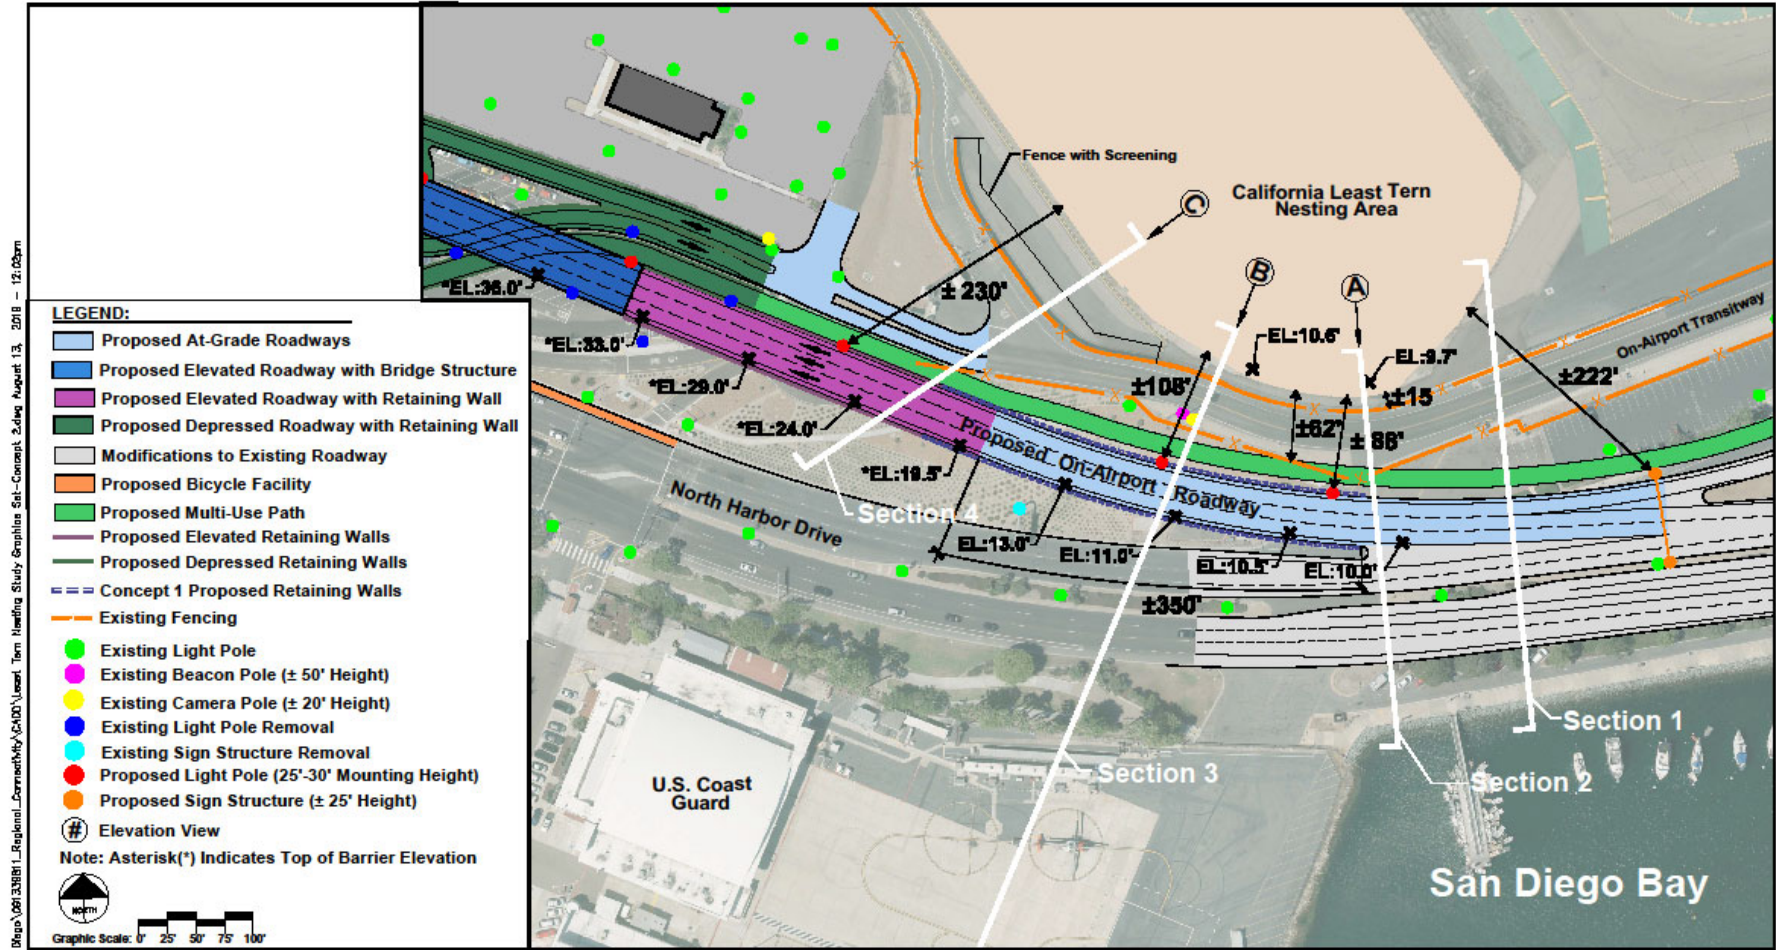 LEGEND:
Proposed At-Grade Roadways
Proposed Elevated Roadway with Bridge Structure
Proposed Elevated Roadway with Retaining Wall
Proposed Depressed Roadway with Retaining Wall
Modifications to Existing Roadway
Proposed Bicycle Facility
Proposed Multi-Use Path
Proposed Elevated Retaining Walls
Proposed Depressed Retaining Walls
Concept 1 Proposed Retaining Walls
Existing Fencing
Existing Light Pole
Existing Beacon Pole (± 50' Height)
Existing Camera Pole (± 20' Height)
Existing Light Pole Removal
Existing Sign Structure Removal
Proposed Light Pole (25'-30' Mounting Height)
Proposed Sign Structure (± 25' Height)
# Elevation View
Note: Asterisk(*) Indicates Top of Barrier Elevation
NORTH
Graphic Scale: 0' 25' 50' 75' 100'
Fence with Screening
California Least Tern
Nesting Area
C
B
A
± 230'
*EL:36.0'
*EL:33.0'
*EL:29.0'
*EL:24.0'
*EL:19.5'
EL:13.0'
EL:11.0'
EL:10.5'
EL:10.0'
EL:10.6'
EL:9.7'
±108'
±62'
± 86'
±15
±222'
±350'
On-Airport Transitway
Proposed On-Airport Roadway
North Harbor Drive
Section 4
Section 3
Section 2
Section 1
U.S. Coast
Guard
San Diego Bay